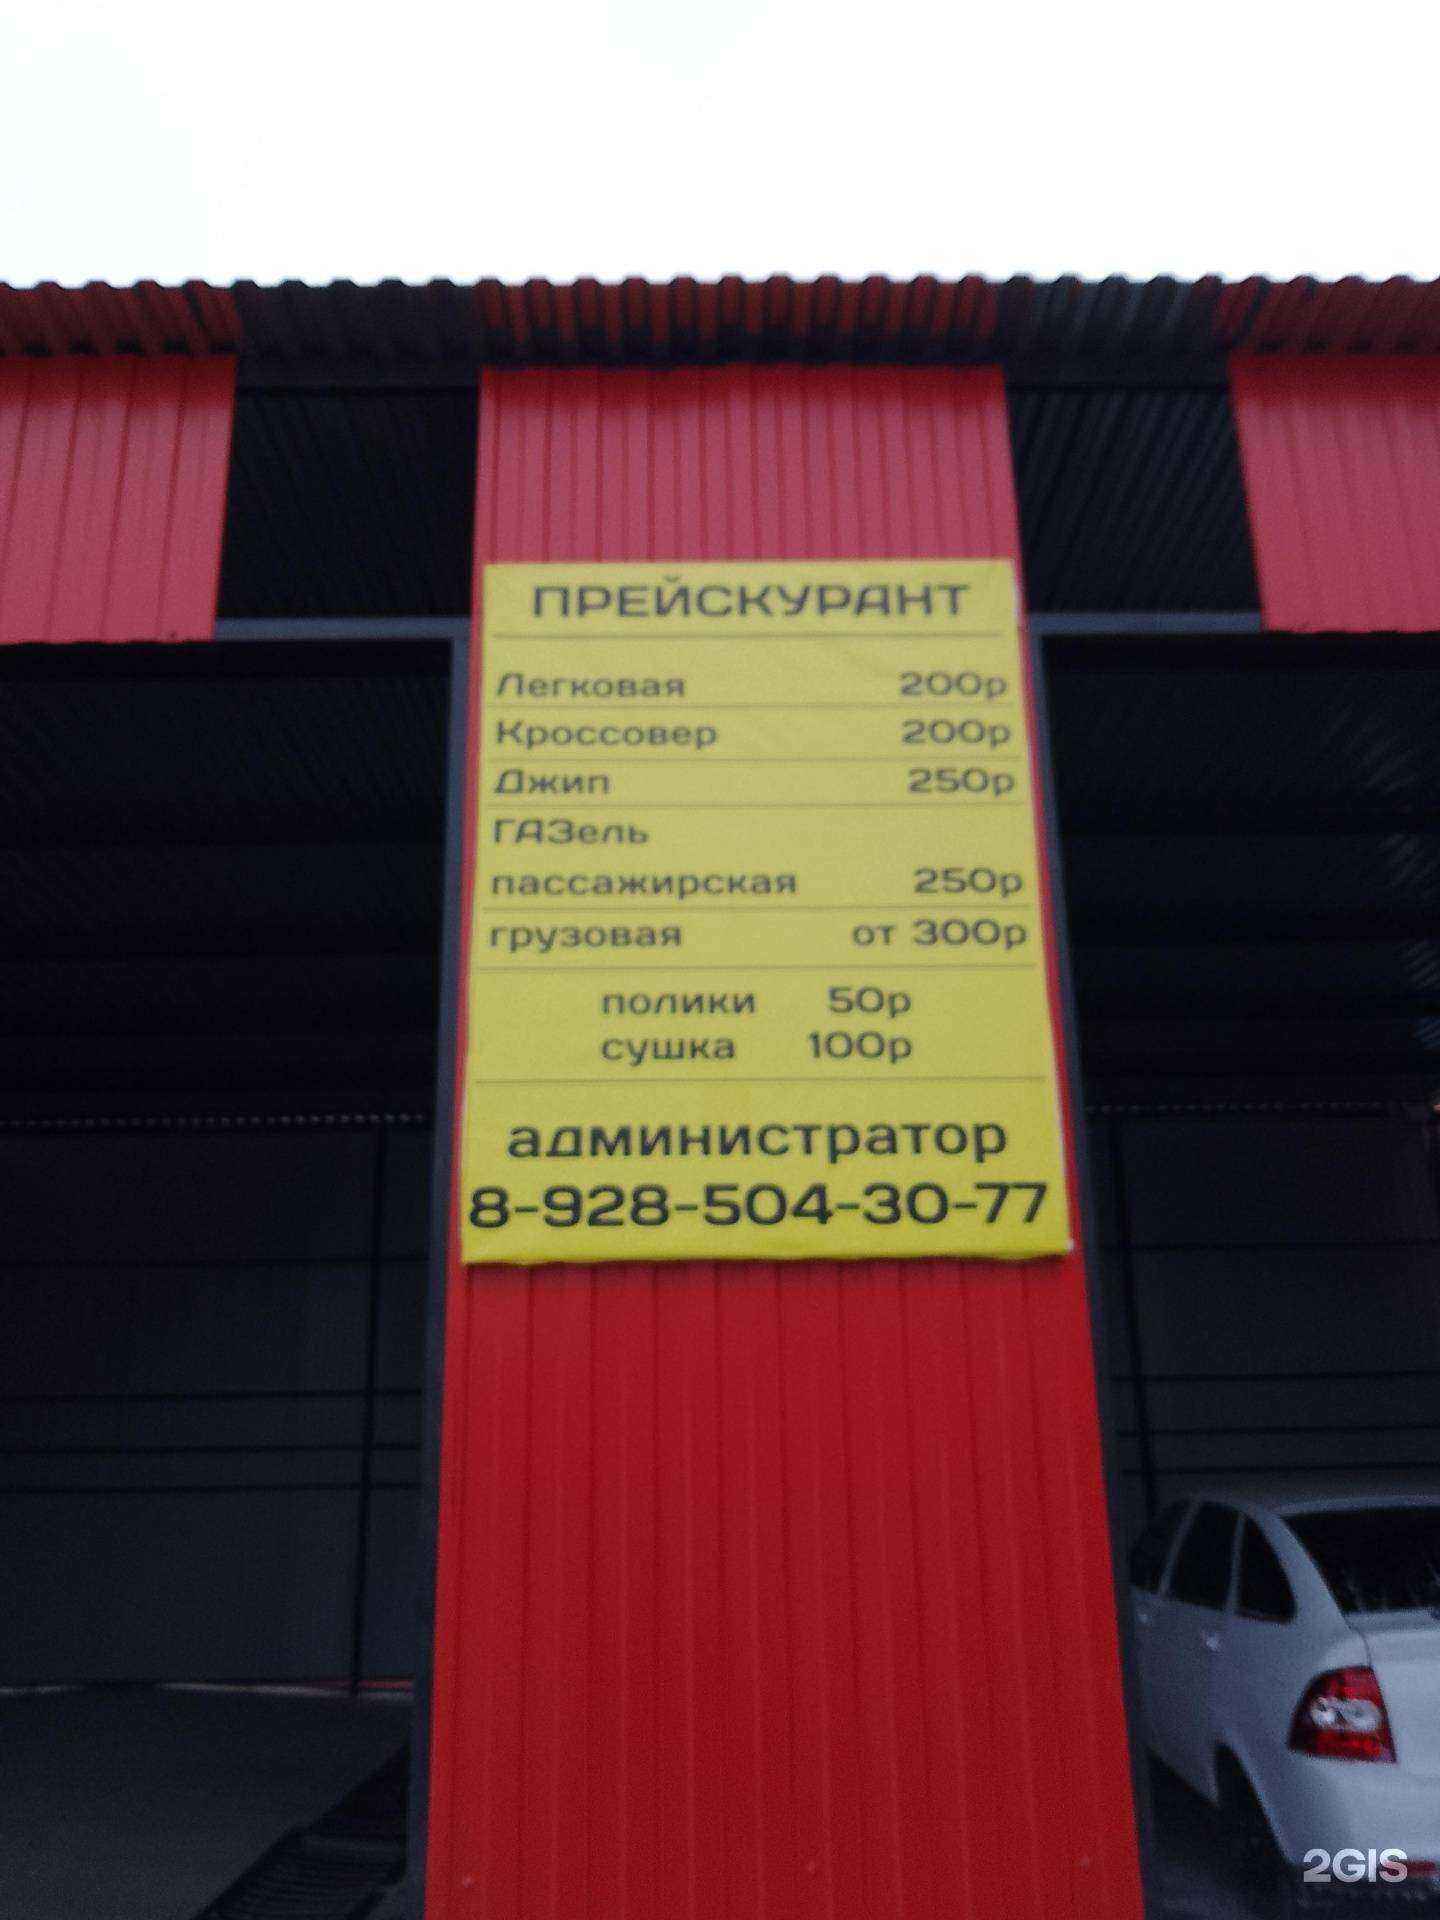 ПРЕЙСКУРАНТ
Легковая 200р
Кроссовер 200р
Джип 250р
ГАЗель
пассажирская 250р
грузовая от 300р
полики 50р
сушка 100р
администратор
8-928-504-30-77
2GIS